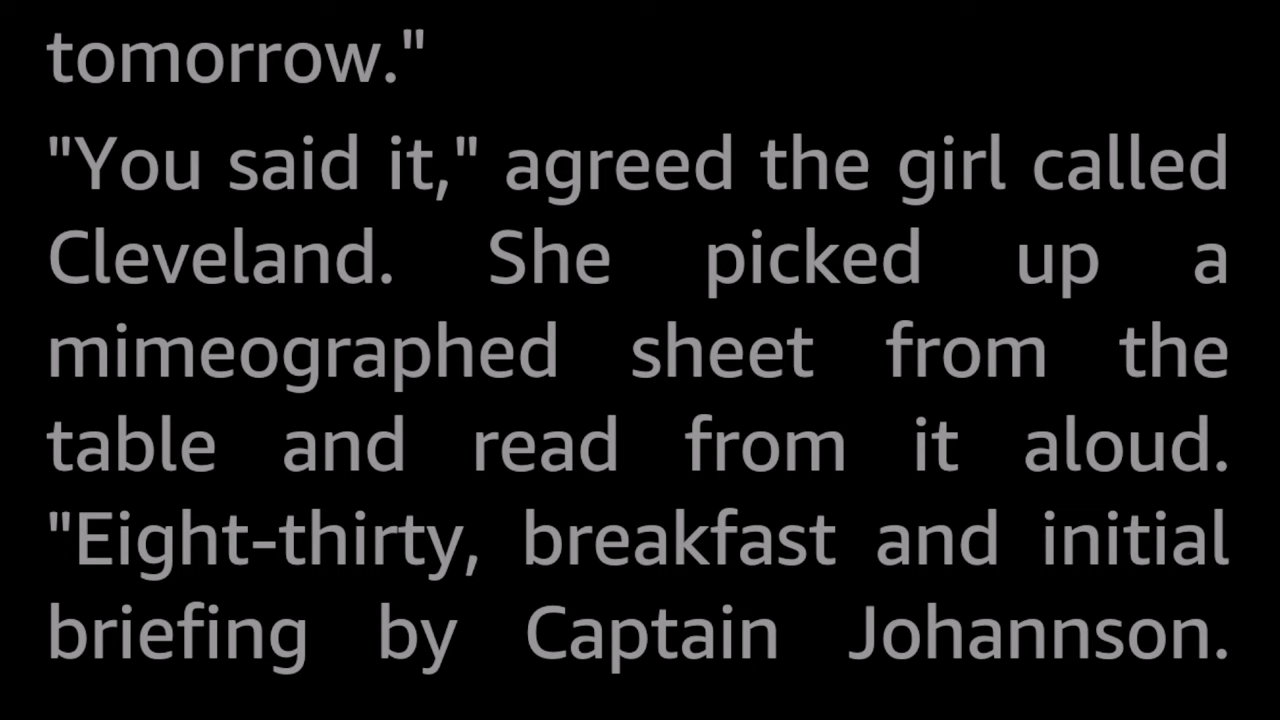 tomorrow."
"You said it," agreed the girl called
Cleveland. She picked up a
mimeographed sheet from the
table and read from it aloud.
"Eight-thirty, breakfast and initial
briefing by Captain Johannson.